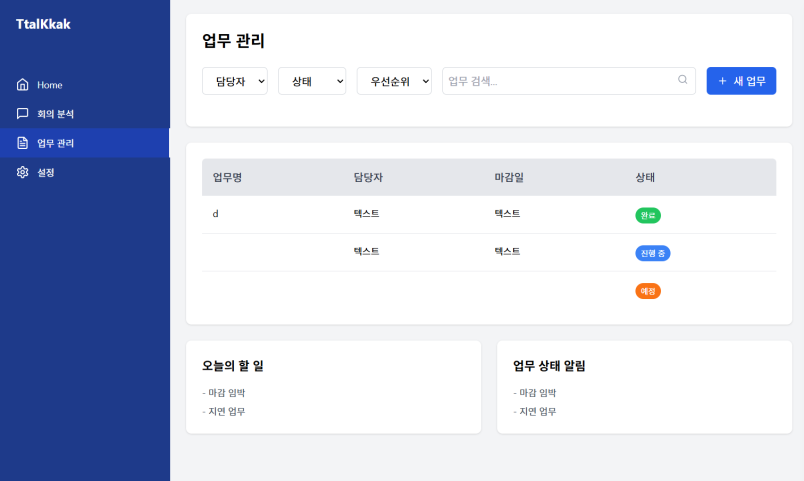 TtalKkak
Home
회의 분석
업무 관리
설정
업무 관리
담당자 상태 우선순위 업무 검색... + 새 업무
업무명 담당자 마감일 상태
d 텍스트 텍스트 완료
텍스트 텍스트 진행 중
예정
오늘의 할 일
- 마감 임박
- 지연 업무
업무 상태 알림
- 마감 임박
- 지연 업무